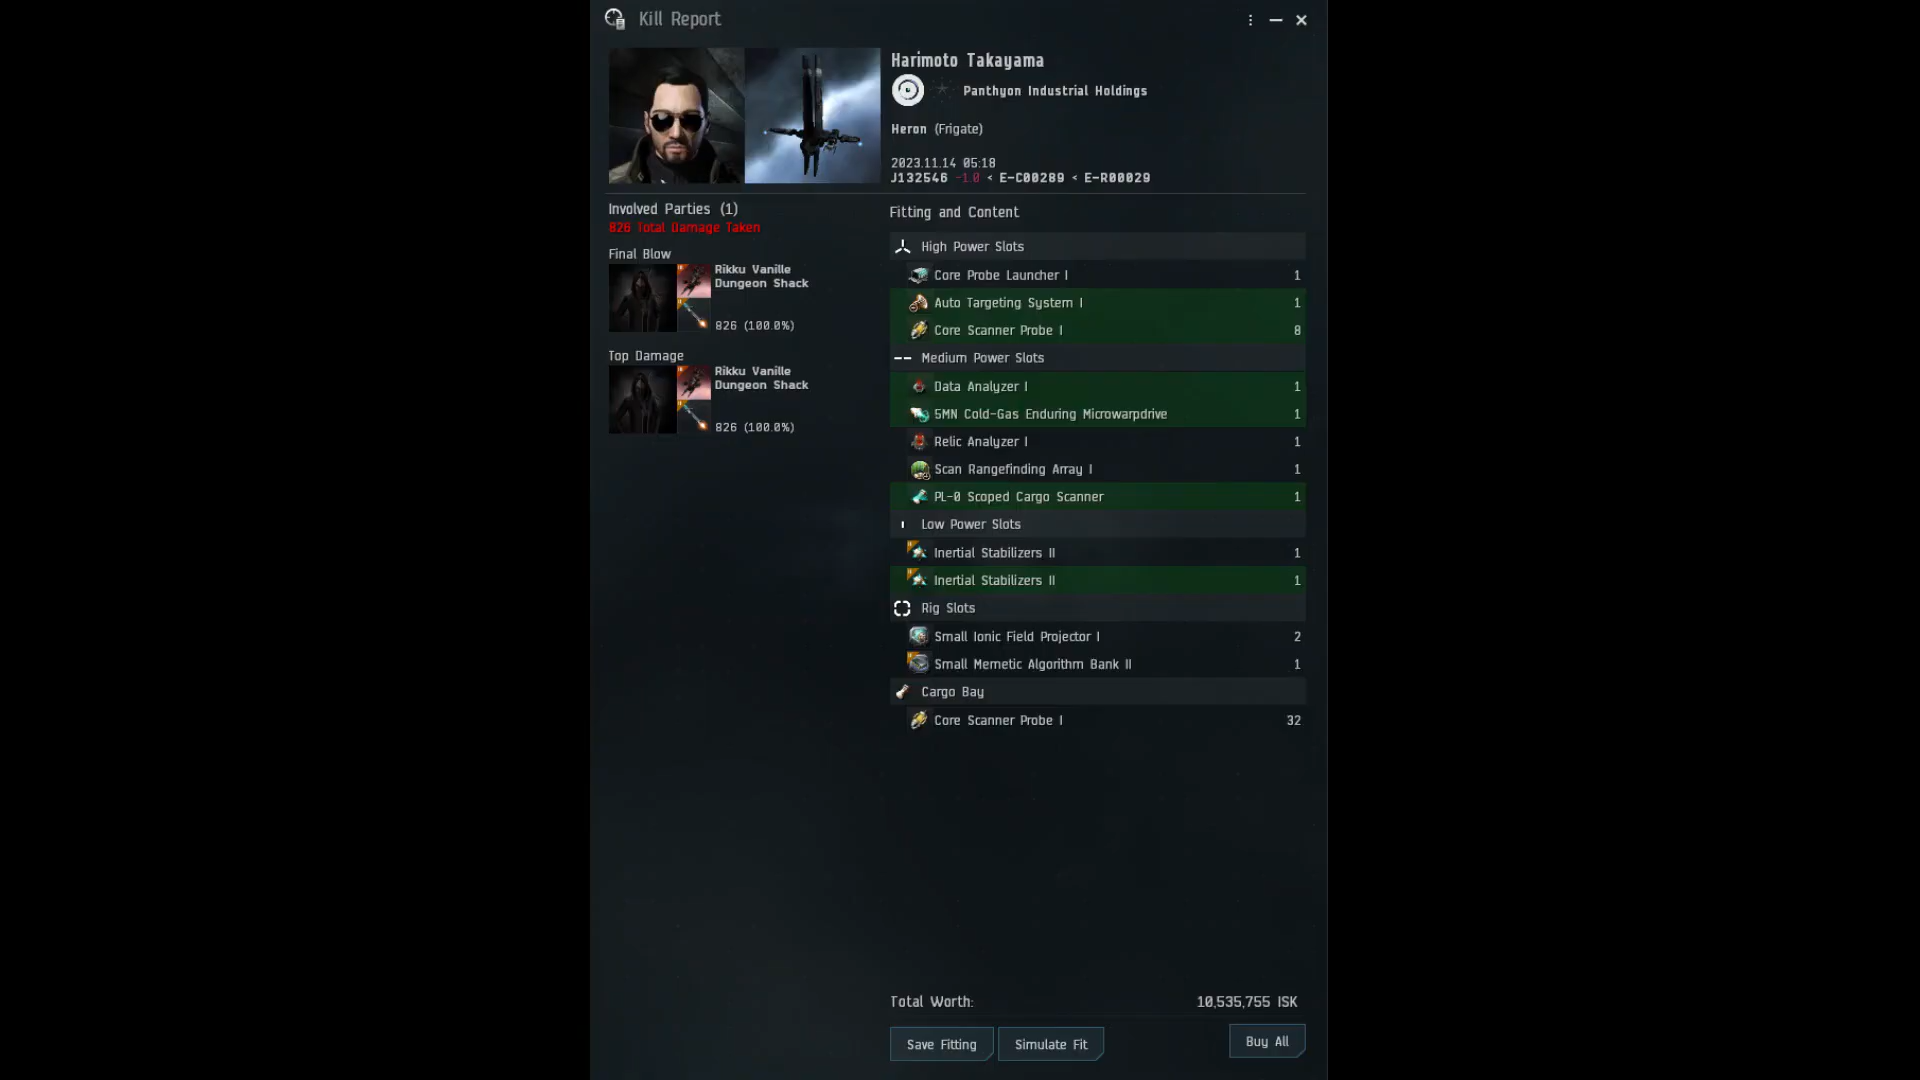 Kill Report
Harimoto Takayama
Panthyon Industrial Holdings
Heron (Frigate)
2023.11.14 05:18
J132546 -1.0 < E-C00289 < E-R00029
Involved Parties (1)
826 Total Damage Taken
Final Blow
Rikku Vanille
Dungeon Shack
826 (100.0%)
Top Damage
Rikku Vanille
Dungeon Shack
826 (100.0%)
Fitting and Content
High Power Slots
Core Probe Launcher I 1
Auto Targeting System I 1
Core Scanner Probe I 8
Medium Power Slots
Data Analyzer I 1
5MN Cold-Gas Enduring Microwarpdrive 1
Relic Analyzer I 1
Scan Rangefinding Array I 1
PL-0 Scoped Cargo Scanner 1
Low Power Slots
Inertial Stabilizers II 1
Inertial Stabilizers II 1
Rig Slots
Small Ionic Field Projector I 2
Small Memetic Algorithm Bank II 1
Cargo Bay
Core Scanner Probe I 32
Total Worth: 10,535,755 ISK
Save Fitting Simulate Fit Buy All